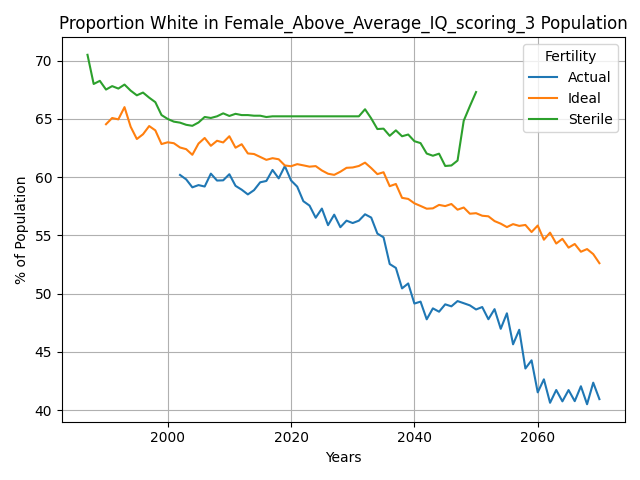 Proportion White in Female_Above_Average_IQ_scoring_3 Population
Fertility
Actual
Ideal
Sterile
% of Population
70
65
60
55
50
45
40
2000
2020
2040
2060
Years